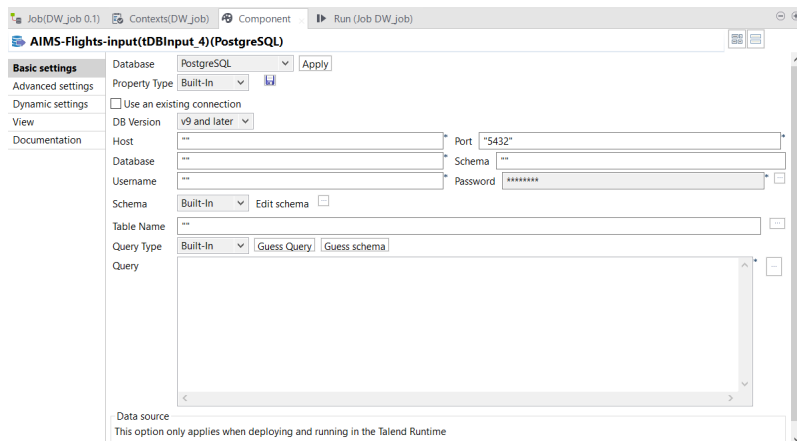 Job(DW_job 0.1) Contexts(DW_job) Component Run (Job DW_job)
AIMS-Flights-input(tDBInput_4)(PostgreSQL)
Basic settings
Advanced settings
Dynamic settings
View
Documentation
Database PostgreSQL Apply
Property Type Built-In
Use an existing connection
DB Version v9 and later
Host "" * Port "5432" *
Database "" * Schema ""
Username "" * Password ******** * ...
Schema Built-In Edit schema ...
Table Name "" ...
Query Type Built-In Guess Query Guess schema
Query * ...
Data source
This option only applies when deploying and running in the Talend Runtime